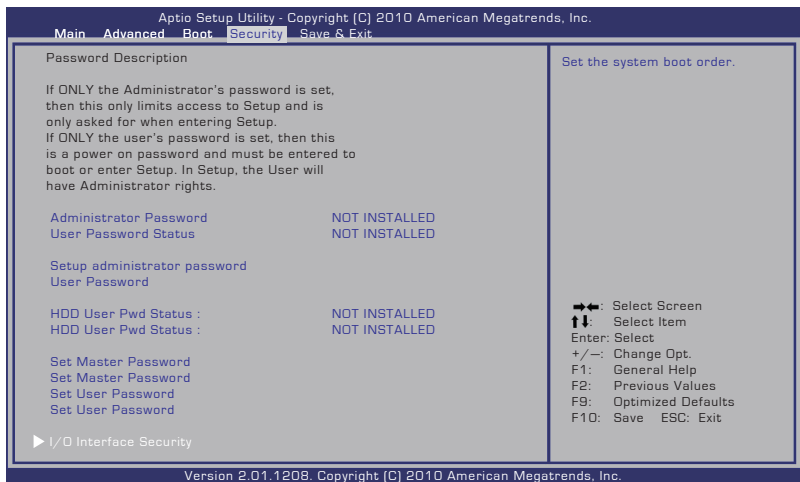 Aptio Setup Utility - Copyright (C) 2010 American Megatrends, Inc.
Main Advanced Boot Security Save & Exit
Password Description
If ONLY the Administrator's password is set,
then this only limits access to Setup and is
only asked for when entering Setup.
If ONLY the user's password is set, then this
is a power on password and must be entered to
boot or enter Setup. In Setup, the User will
have Administrator rights.
Administrator Password NOT INSTALLED
User Password Status NOT INSTALLED
Setup administrator password
User Password
HDD User Pwd Status : NOT INSTALLED
HDD User Pwd Status : NOT INSTALLED
Set Master Password
Set Master Password
Set User Password
Set User Password
I/O Interface Security
Set the system boot order.
→←: Select Screen
↑↓: Select Item
Enter: Select
+/—: Change Opt.
F1: General Help
F2: Previous Values
F9: Optimized Defaults
F10: Save ESC: Exit
Version 2.01.1208. Copyright (C) 2010 American Megatrends, Inc.